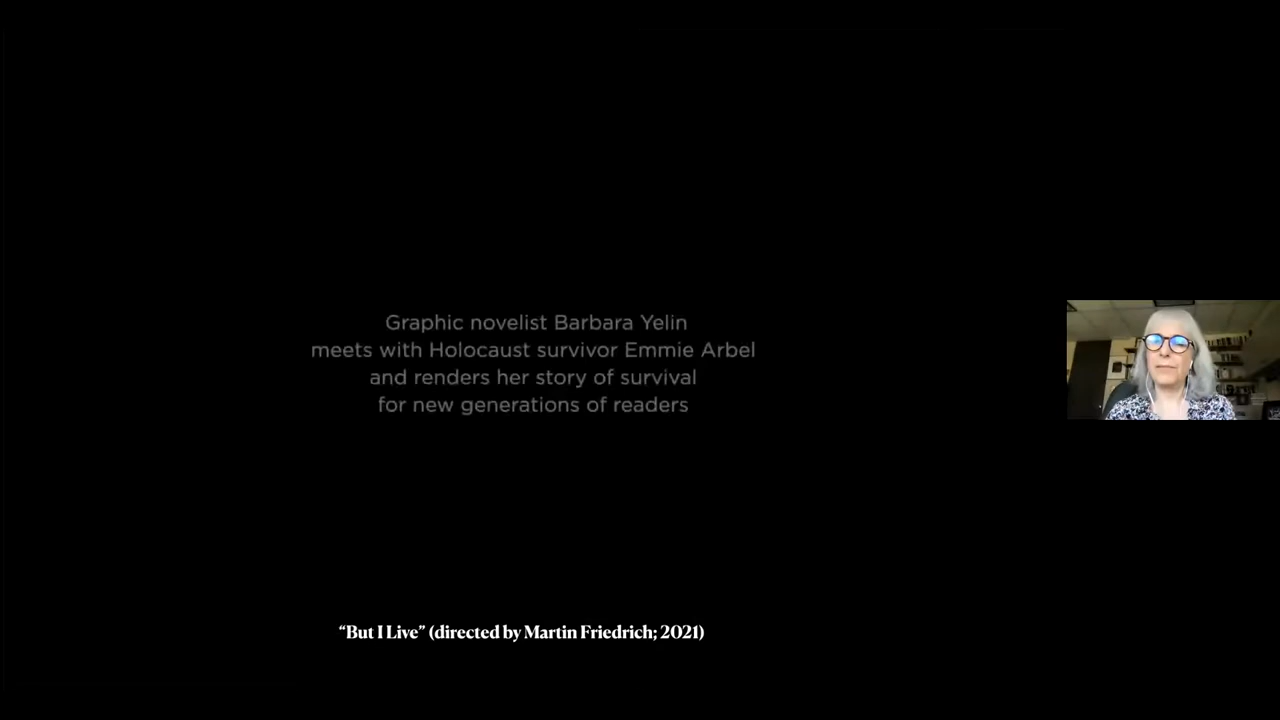 Graphic novelist Barbara Yelin
meets with Holocaust survivor Emmie Arbel
and renders her story of survival
for new generations of readers
“But I Live” (directed by Martin Friedrich; 2021)